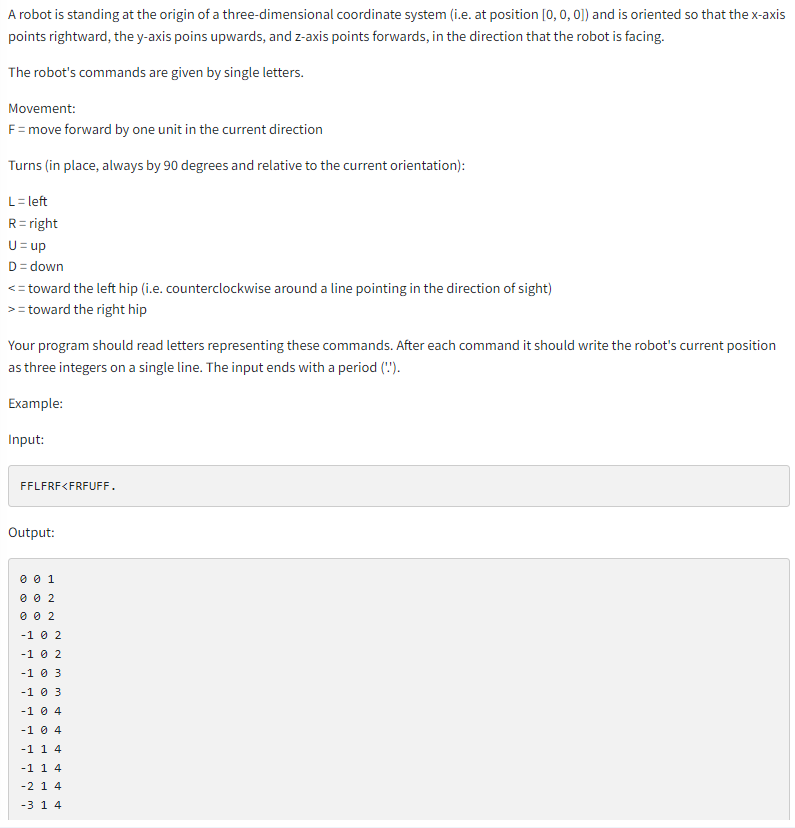 A robot is standing at the origin of a three-dimensional coordinate system (i.e. at position [0, 0, 0]) and is oriented so that the x-axis
points rightward, the y-axis poins upwards, and z-axis points forwards, in the direction that the robot is facing.
The robot's commands are given by single letters.
Movement:
F = move forward by one unit in the current direction
Turns (in place, always by 90 degrees and relative to the current orientation):
L = left
R = right
U = up
D = down
< = toward the left hip (i.e. counterclockwise around a line pointing in the direction of sight)
> = toward the right hip
Your program should read letters representing these commands. After each command it should write the robot's current position
as three integers on a single line. The input ends with a period ('.').
Example:
Input:
FFLFRF<FRFUFF.
Output:
0 0 1
0 0 2
0 0 2
-1 0 2
-1 0 2
-1 0 3
-1 0 3
-1 0 4
-1 0 4
-1 1 4
-1 1 4
-2 1 4
-3 1 4